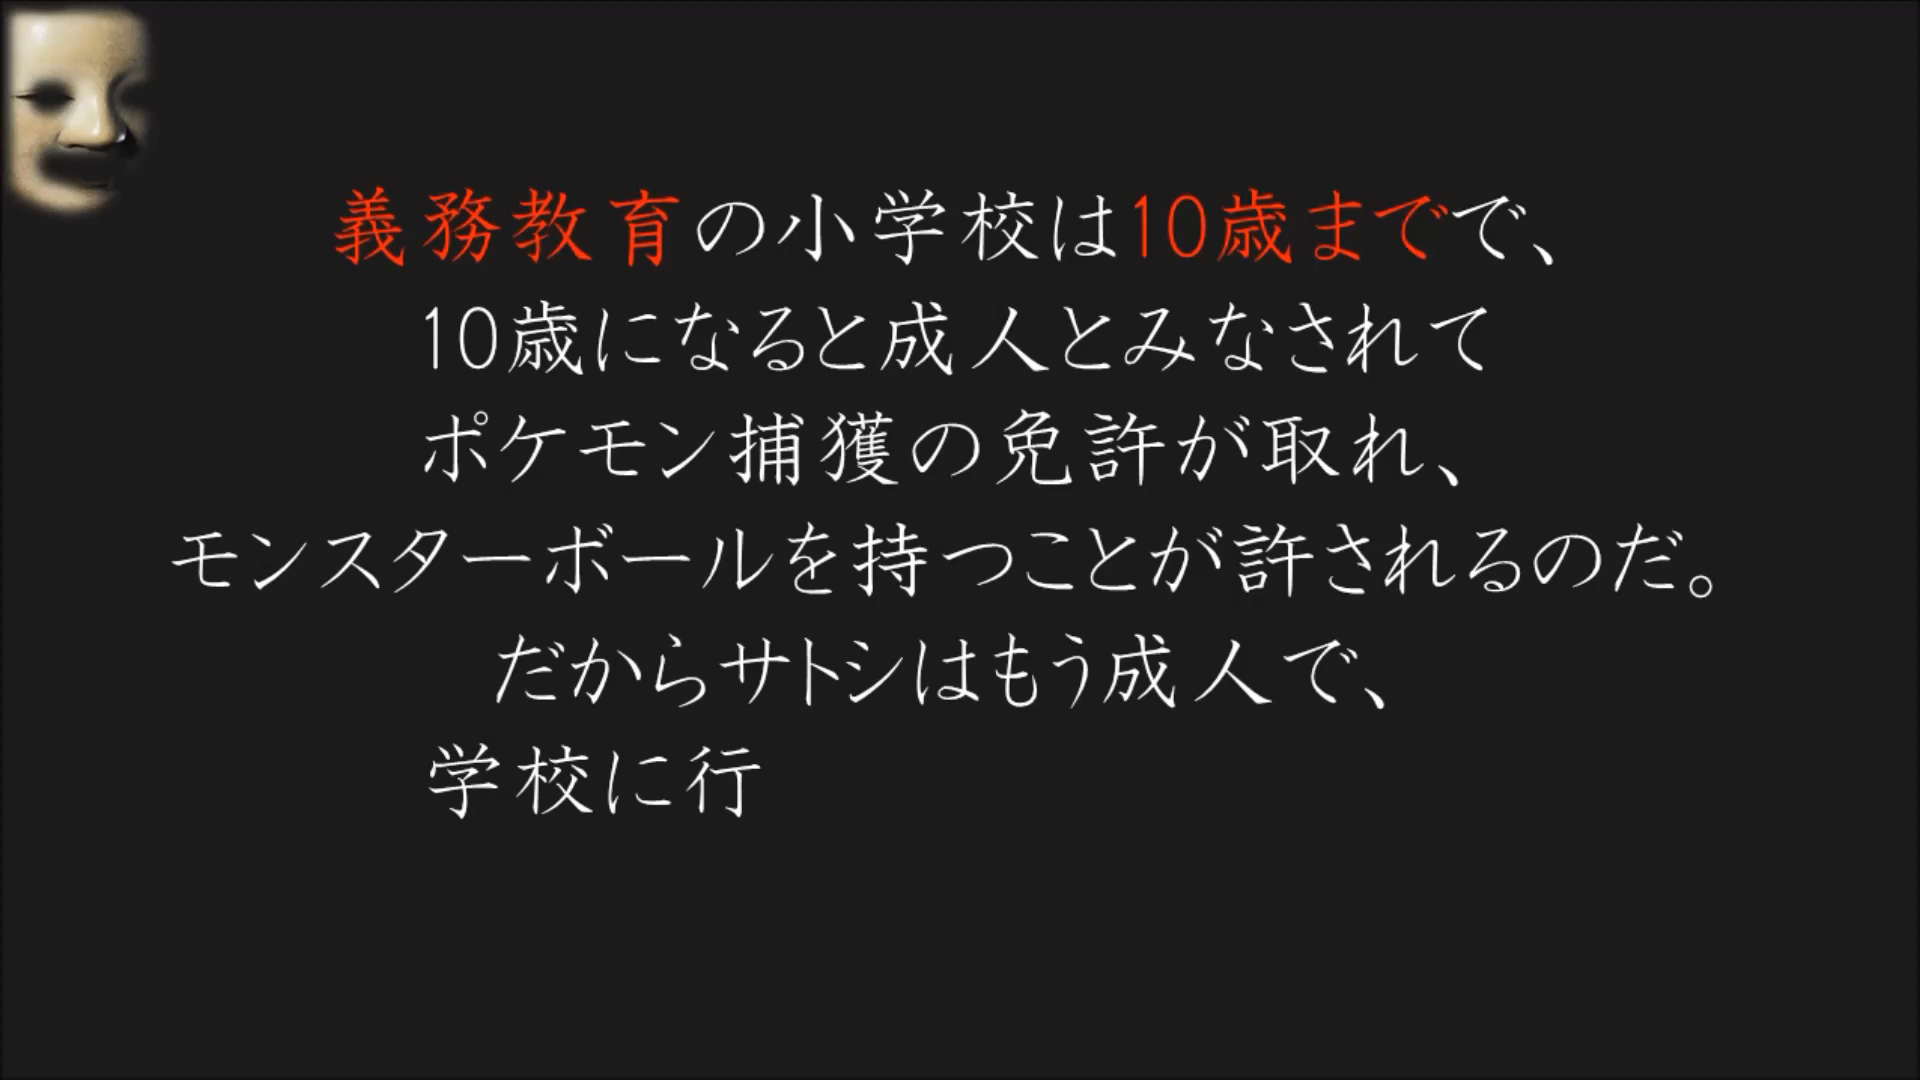 義務教育の小学校は10歳までで、
10歳になると成人とみなされて
ポケモン捕獲の免許が取れ、
モンスターボールを持つことが許されるのだ。
だからサトシはもう成人で、
学校に行